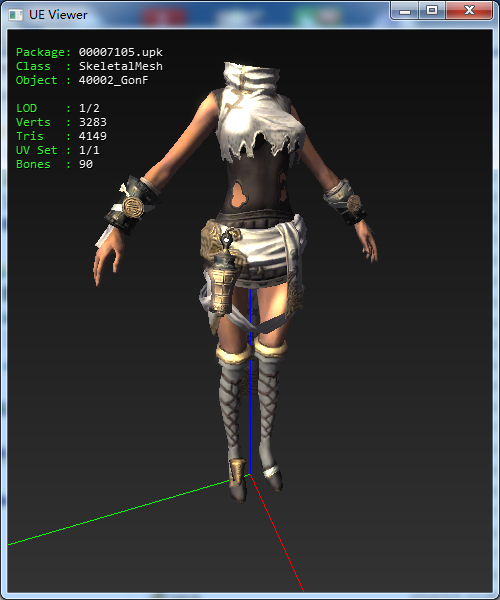 UE Viewer
Package: 00007105.upk
Class : SkeletalMesh
Object : 40002_GonF
LOD : 1/2
Verts : 3283
Tris : 4149
UV Set : 1/1
Bones : 90